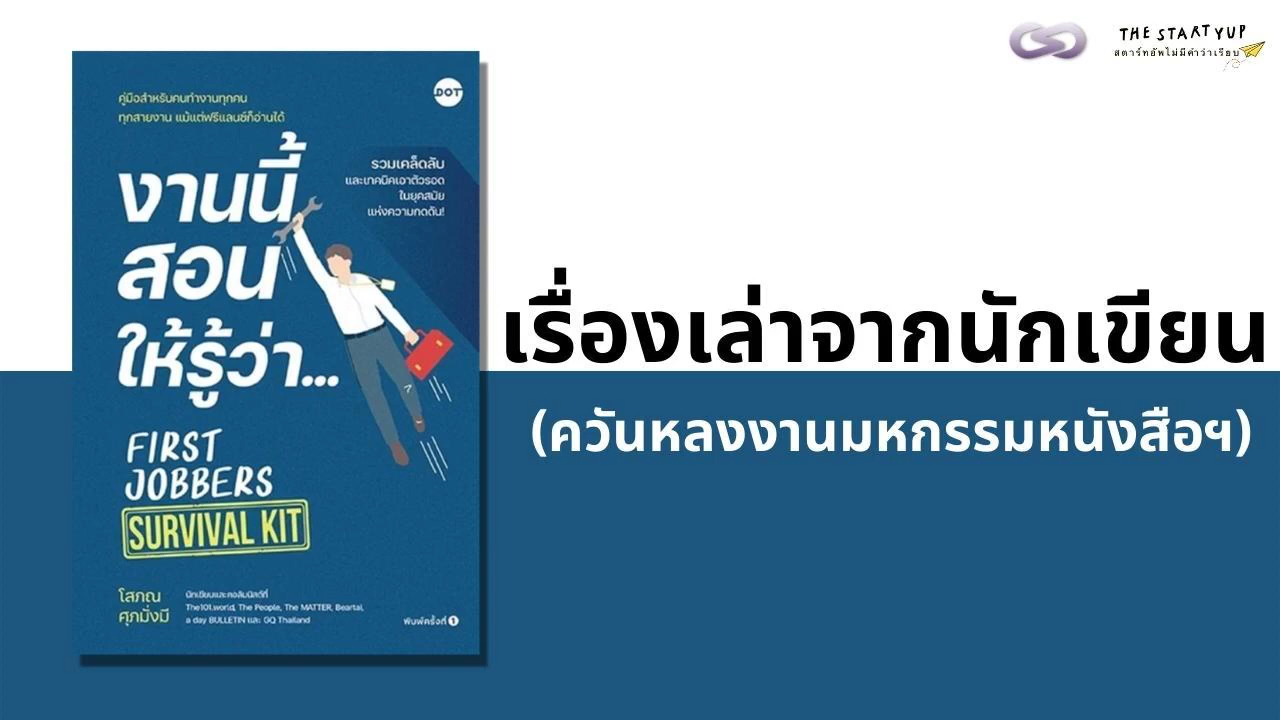 THE STARTYUP
สตาร์ทอัพไม่มีคำว่าเรียบ
คู่มือสำหรับคนทำงานทุกคน
ทุกสายงาน แม้แต่ฟรีแลนซ์ก็อ่านได้
DOT
งานนี้
สอน
ให้รู้ว่า...
รวมเคล็ดลับ
และเทคนิคเอาตัวรอด
ในยุคสมัย
แห่งความกดดัน!
FIRST
JOBBERS
SURVIVAL KIT
โสภณ
ศุภมั่งมี
นักเขียนและคอลัมนิสต์ที่
The101.world, The People, The MATTER, Beartai,
a day BULLETIN และ GQ Thailand
พิมพ์ครั้งที่ 1
เรื่องเล่าจากนักเขียน
(ควันหลงงานมหกรรมหนังสือฯ)